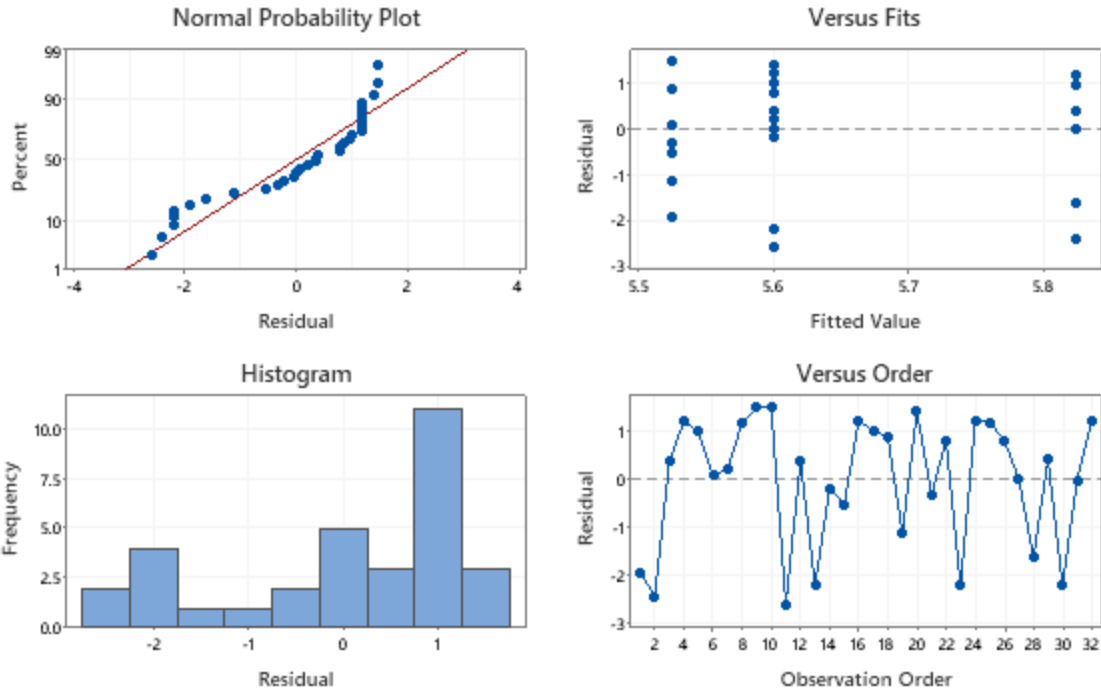 Normal Probability Plot
99
90
50
10
1
Percent
-4 -2 0 2 4
Residual
Versus Fits
1
0
-1
-2
-3
Residual
5.5 5.6 5.7 5.8
Fitted Value
Histogram
10.0
7.5
5.0
2.5
0.0
Frequency
-2 -1 0 1
Residual
Versus Order
1
0
-1
-2
-3
Residual
2 4 6 8 10 12 14 16 18 20 22 24 26 28 30 32
Observation Order